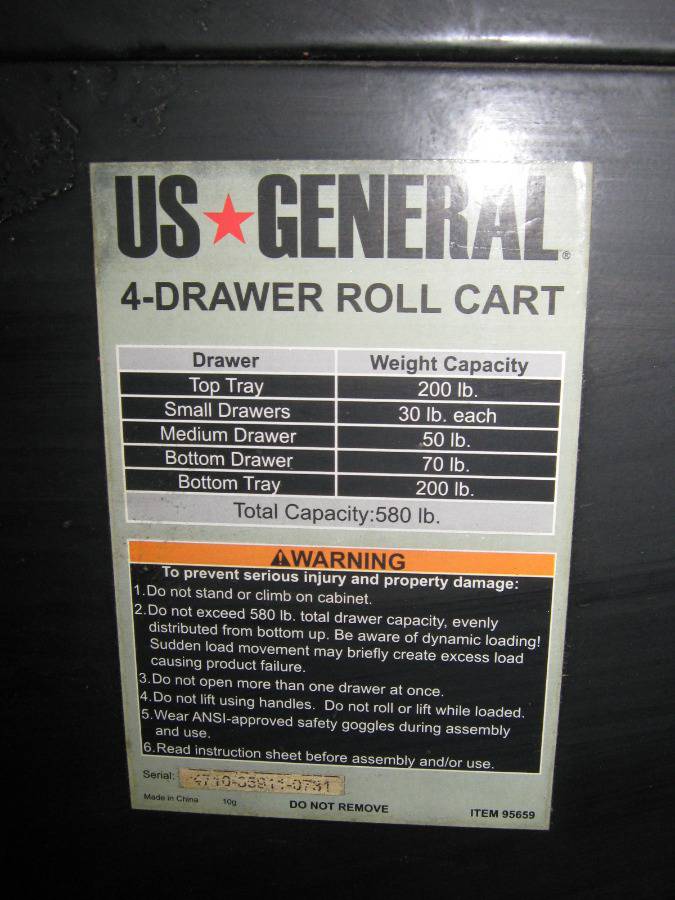 US★GENERAL®
4-DRAWER ROLL CART
Drawer Weight Capacity
Top Tray 200 lb.
Small Drawers 30 lb. each
Medium Drawer 50 lb.
Bottom Drawer 70 lb.
Bottom Tray 200 lb.
Total Capacity:580 lb.
⚠WARNING
To prevent serious injury and property damage:
1.Do not stand or climb on cabinet.
2.Do not exceed 580 lb. total drawer capacity, evenly
distributed from bottom up. Be aware of dynamic loading!
Sudden load movement may briefly create excess load
causing product failure.
3.Do not open more than one drawer at once.
4.Do not lift using handles. Do not roll or lift while loaded.
5.Wear ANSI-approved safety goggles during assembly
and use.
6.Read instruction sheet before assembly and/or use.
Serial:
Made in China 10g DO NOT REMOVE ITEM 95659